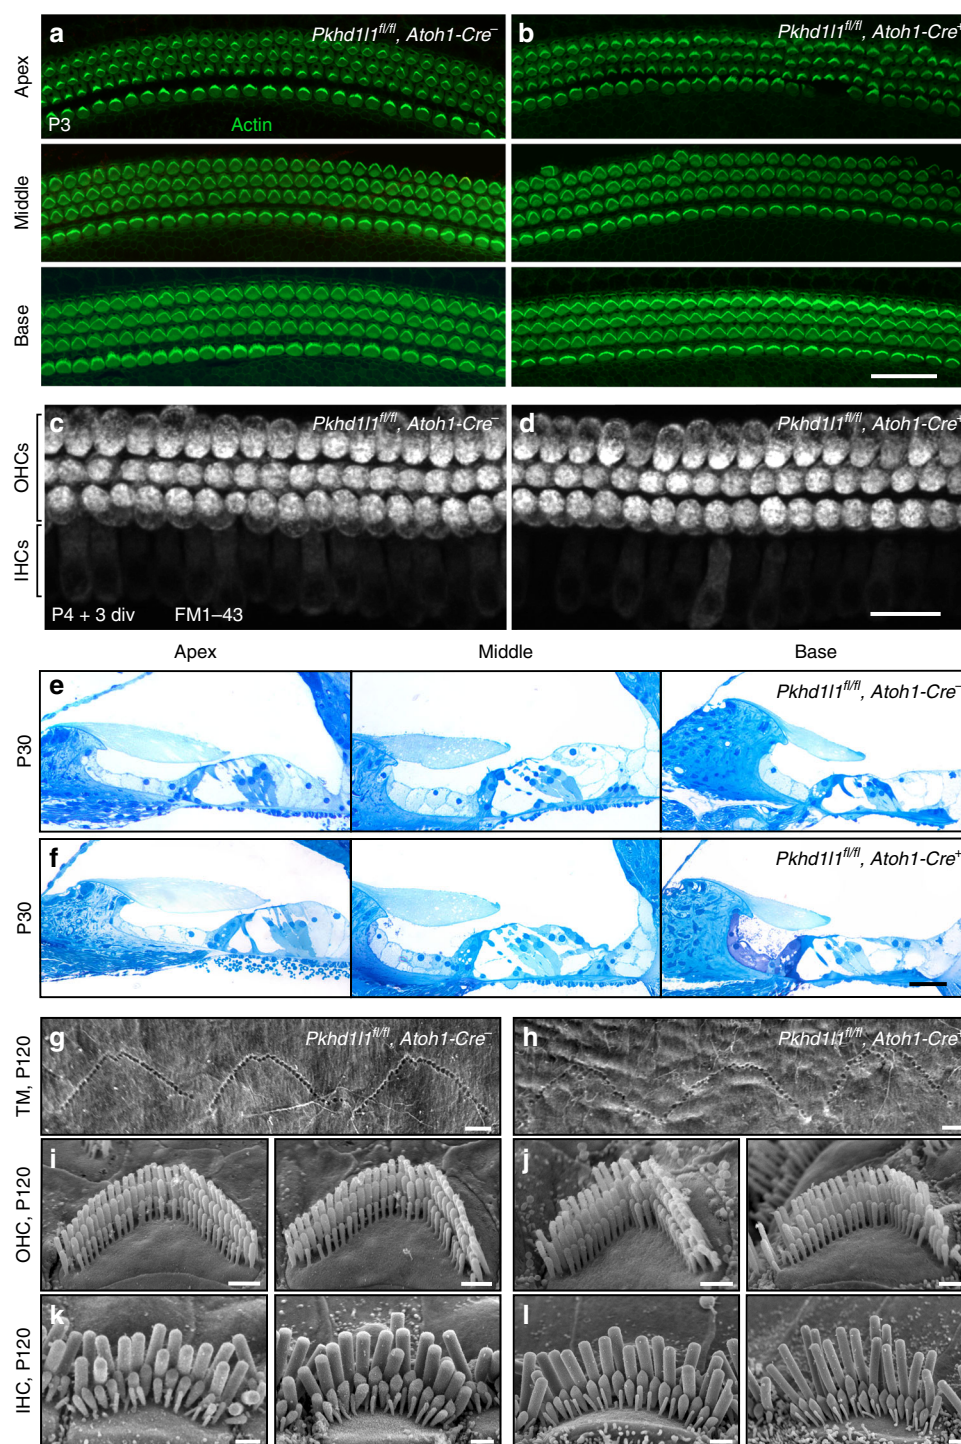 a
Pkhd1l1fl/fl, Atoh1-Cre−
b
Pkhd1l1fl/fl, Atoh1-Cre+
Apex
P3
Actin
Middle
Base
c
Pkhd1l1fl/fl, Atoh1-Cre−
d
Pkhd1l1fl/fl, Atoh1-Cre+
OHCs
IHCs
P4 + 3 div
FM1–43
Apex
Middle
Base
e
Pkhd1l1fl/fl, Atoh1-Cre−
P30
f
Pkhd1l1fl/fl, Atoh1-Cre+
P30
g
Pkhd1l1fl/fl, Atoh1-Cre−
h
Pkhd1l1fl/fl, Atoh1-Cre+
TM, P120
i
j
OHC, P120
k
l
IHC, P120